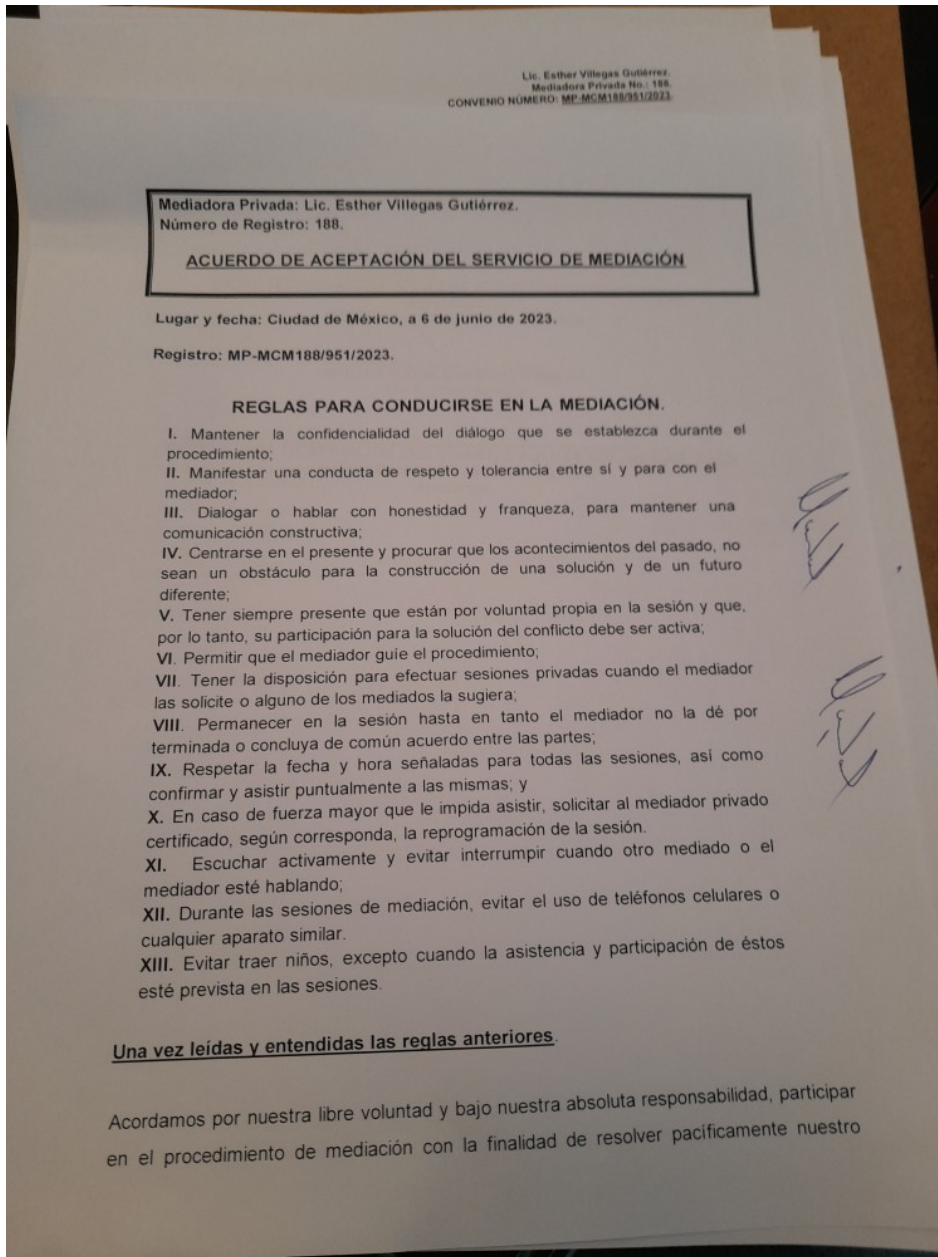 Lic. Esther Villegas Gutiérrez.
Mediadora Privada No.: 188.
CONVENIO NÚMERO: MP-MCM188/951/2023.
Mediadora Privada: Lic. Esther Villegas Gutiérrez.
Número de Registro: 188.
ACUERDO DE ACEPTACIÓN DEL SERVICIO DE MEDIACIÓN
Lugar y fecha: Ciudad de México, a 6 de junio de 2023.
Registro: MP-MCM188/951/2023.
REGLAS PARA CONDUCIRSE EN LA MEDIACIÓN.
I. Mantener la confidencialidad del diálogo que se establezca durante el
procedimiento;
II. Manifestar una conducta de respeto y tolerancia entre sí y para con el
mediador;
III. Dialogar o hablar con honestidad y franqueza, para mantener una
comunicación constructiva;
IV. Centrarse en el presente y procurar que los acontecimientos del pasado, no
sean un obstáculo para la construcción de una solución y de un futuro
diferente;
V. Tener siempre presente que están por voluntad propia en la sesión y que,
por lo tanto, su participación para la solución del conflicto debe ser activa;
VI. Permitir que el mediador guíe el procedimiento;
VII. Tener la disposición para efectuar sesiones privadas cuando el mediador
las solicite o alguno de los mediados la sugiera;
VIII. Permanecer en la sesión hasta en tanto el mediador no la dé por
terminada o concluya de común acuerdo entre las partes;
IX. Respetar la fecha y hora señaladas para todas las sesiones, así como
confirmar y asistir puntualmente a las mismas; y
X. En caso de fuerza mayor que le impida asistir, solicitar al mediador privado
certificado, según corresponda, la reprogramación de la sesión.
XI. Escuchar activamente y evitar interrumpir cuando otro mediado o el
mediador esté hablando;
XII. Durante las sesiones de mediación, evitar el uso de teléfonos celulares o
cualquier aparato similar.
XIII. Evitar traer niños, excepto cuando la asistencia y participación de éstos
esté prevista en las sesiones.
Una vez leídas y entendidas las reglas anteriores.
Acordamos por nuestra libre voluntad y bajo nuestra absoluta responsabilidad, participar
en el procedimiento de mediación con la finalidad de resolver pacíficamente nuestro